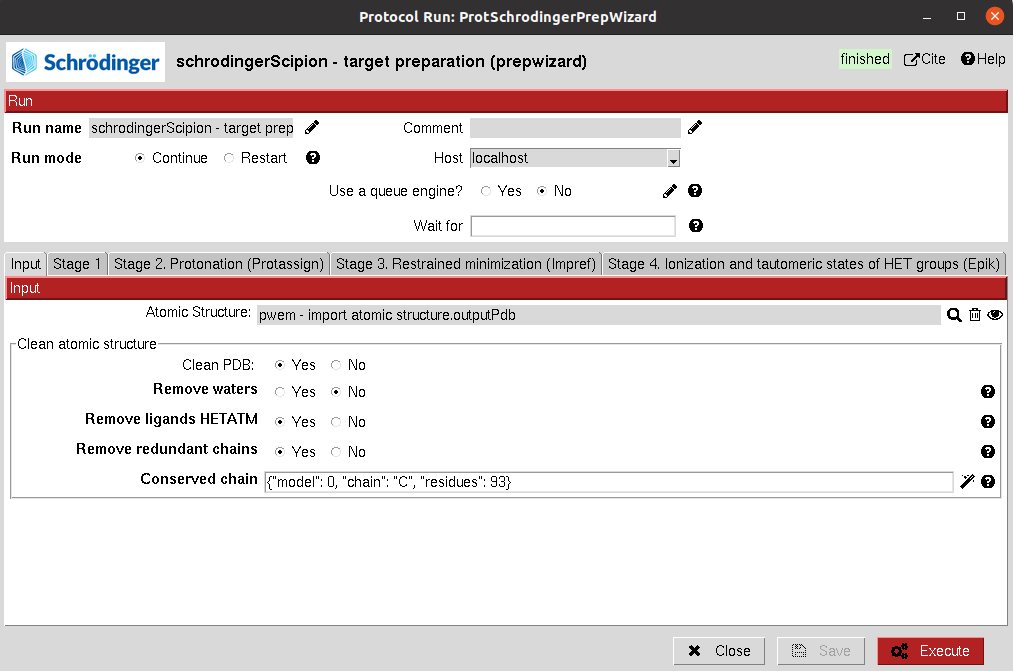 Protocol Run: ProtSchrodingerPrepWizard
Schrödinger schrodingerScipion - target preparation (prepwizard) finished Cite Help
Run
Run name schrodingerScipion - target prep Comment
Run mode Continue Restart Host localhost
Use a queue engine? Yes No
Wait for
Input Stage 1 Stage 2. Protonation (Protassign) Stage 3. Restrained minimization (Impref) Stage 4. Ionization and tautomeric states of HET groups (Epik)
Input
Atomic Structure: pwem - import atomic structure.outputPdb
Clean atomic structure
Clean PDB: Yes No
Remove waters Yes No
Remove ligands HETATM Yes No
Remove redundant chains Yes No
Conserved chain {"model": 0, "chain": "C", "residues": 93}
Close Save Execute